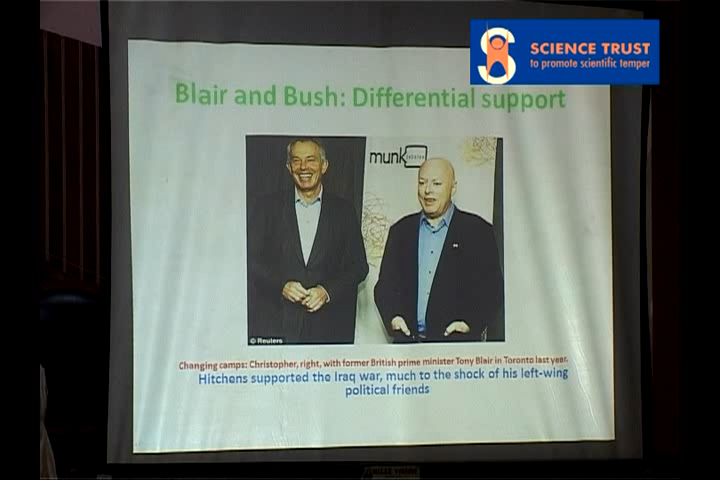 SCIENCE TRUST
to promote scientific temper
Blair and Bush: Differential support
munk
debates
© Reuters
Changing camps: Christopher, right, with former British prime minister Tony Blair in Toronto last year.
Hitchens supported the Iraq war, much to the shock of his left-wing
political friends